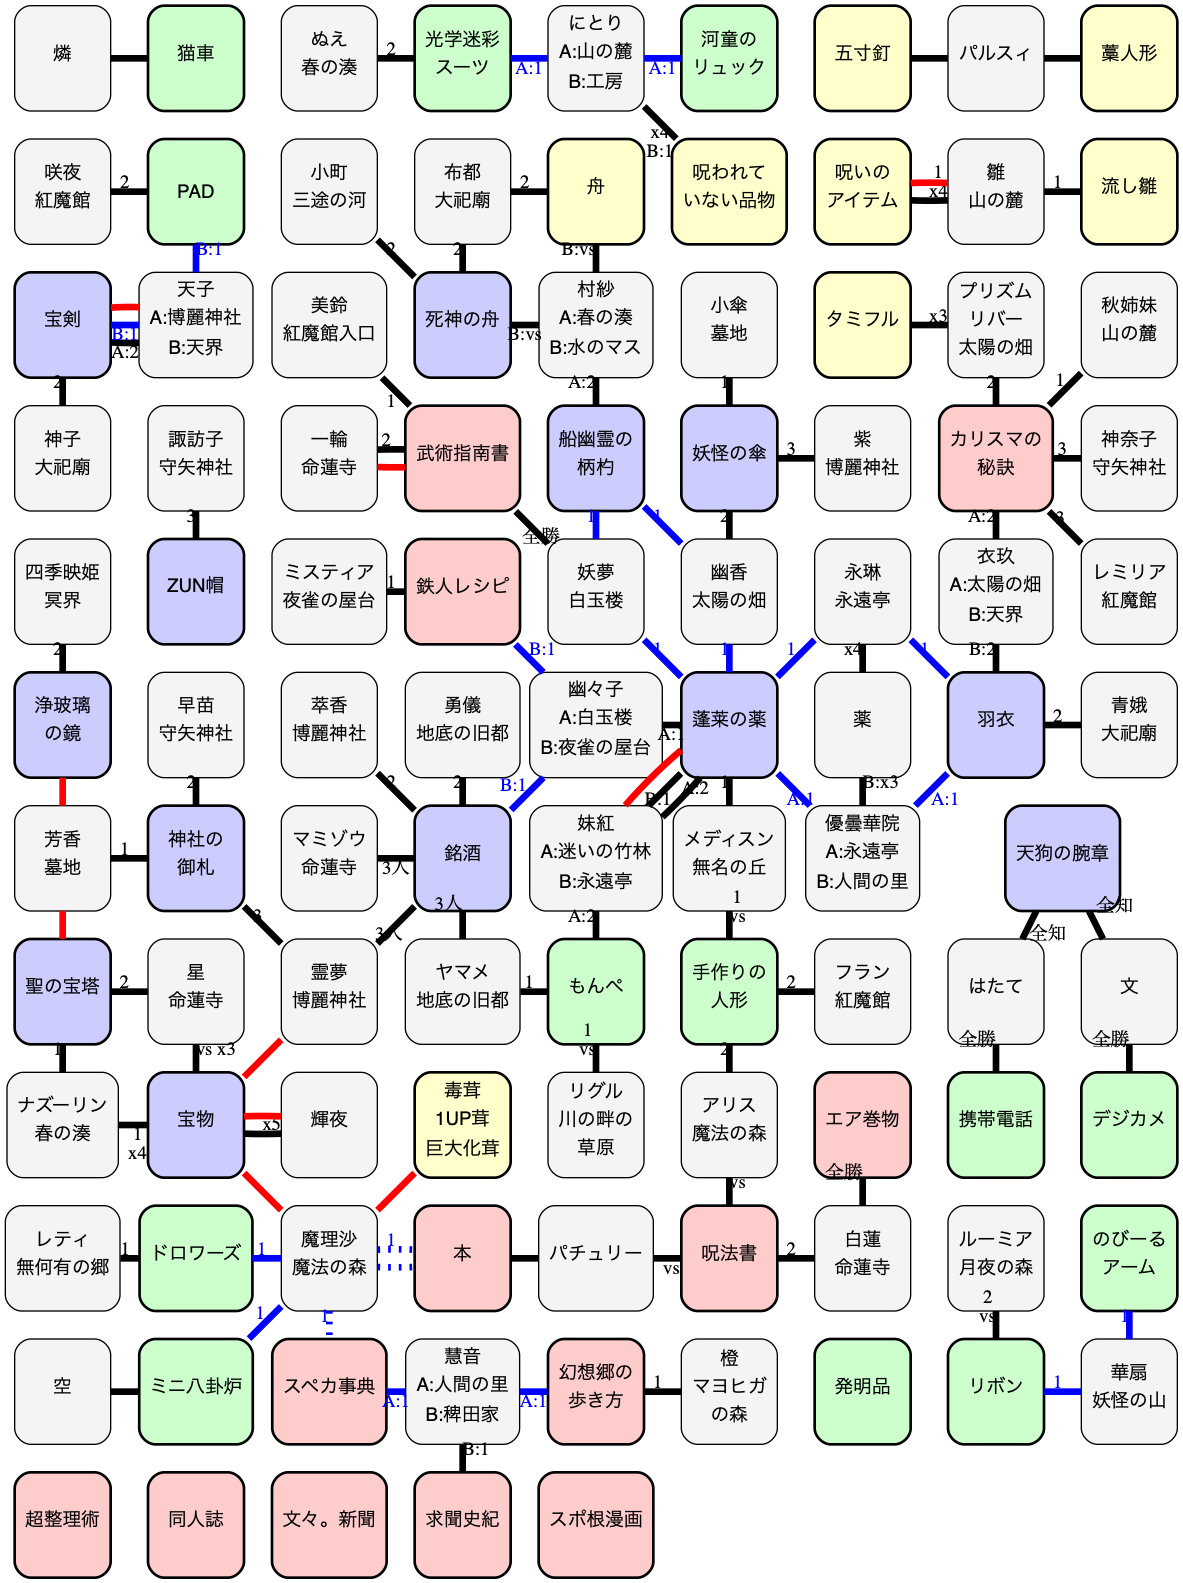 燐
猫車
ぬえ
春の湊
2
光学迷彩
スーツ
A:1
にとり
A:山の麓
B:工房
A:1
河童の
リュック
五寸釘
パルスィ
藁人形
x4
B:1
咲夜
紅魔館
2
PAD
小町
三途の河
布都
大祀廟
2
舟
呪われて
いない品物
呪いの
アイテム
1
x4
雛
山の麓
1
流し雛
B:1
2
2
B:vs
宝剣
B:1
A:2
天子
A:博麗神社
B:天界
美鈴
紅魔館入口
死神の舟
B:vs
村紗
A:春の湊
B:水のマス
小傘
墓地
タミフル
x3
プリズム
リバー
太陽の畑
秋姉妹
山の麓
2
1
A:2
1
2
1
神子
大祀廟
諏訪子
守矢神社
一輪
命蓮寺
2
武術指南書
船幽霊の
柄杓
妖怪の傘
3
紫
博麗神社
カリスマの
秘訣
3
神奈子
守矢神社
3
全勝
1
1
2
A:2
3
四季映姫
冥界
ZUN帽
ミスティア
夜雀の屋台
1
鉄人レシピ
妖夢
白玉楼
幽香
太陽の畑
永琳
永遠亭
衣玖
A:太陽の畑
B:天界
レミリア
紅魔館
2
B:1
1
1
1
x4
1
B:2
浄玻璃
の鏡
早苗
守矢神社
萃香
博麗神社
勇儀
地底の旧都
幽々子
A:白玉楼
B:夜雀の屋台
A:1
蓬莱の薬
薬
羽衣
2
青娥
大祀廟
2
2
2
B:1
B:1
A:2
1
A:1
B:x3
A:1
芳香
墓地
1
神社の
御札
マミゾウ
命蓮寺
3人
銘酒
妹紅
A:迷いの竹林
B:永遠亭
メディスン
無名の丘
優曇華院
A:永遠亭
B:人間の里
天狗の腕章
3
3人
3人
A:2
1
vs
全知
全知
聖の宝塔
2
星
命蓮寺
霊夢
博麗神社
ヤマメ
地底の旧都
1
もんぺ
手作りの
人形
2
フラン
紅魔館
はたて
文
1
vs x3
1
vs
2
全勝
全勝
ナズーリン
春の湊
1
x4
宝物
x5
輝夜
毒茸
1UP茸
巨大化茸
リグル
川の畔の
草原
アリス
魔法の森
エア巻物
携帯電話
デジカメ
vs
全勝
レティ
無何有の郷
1
ドロワーズ
1
魔理沙
魔法の森
1
本
パチュリー
vs
呪法書
2
白蓮
命蓮寺
ルーミア
月夜の森
のびーる
アーム
1
1
2
vs
1
空
ミニ八卦炉
スペカ事典
A:1
慧音
A:人間の里
B:稗田家
A:1
幻想郷の
歩き方
1
橙
マヨヒガ
の森
発明品
リボン
1
華扇
妖怪の山
B:1
超整理術
同人誌
文々。新聞
求聞史紀
スポ根漫画